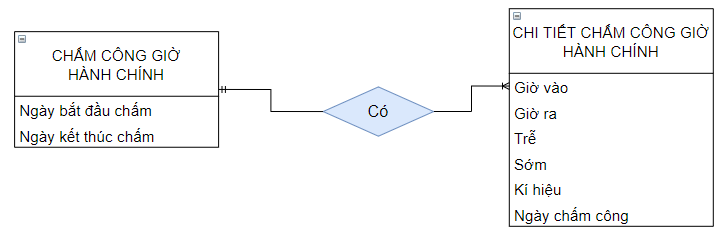 CHẤM CÔNG GIỜ
HÀNH CHÍNH
Ngày bắt đầu chấm
Ngày kết thúc chấm
Có
CHI TIẾT CHẤM CÔNG GIỜ
HÀNH CHÍNH
Giờ vào
Giờ ra
Trễ
Sớm
Kí hiệu
Ngày chấm công